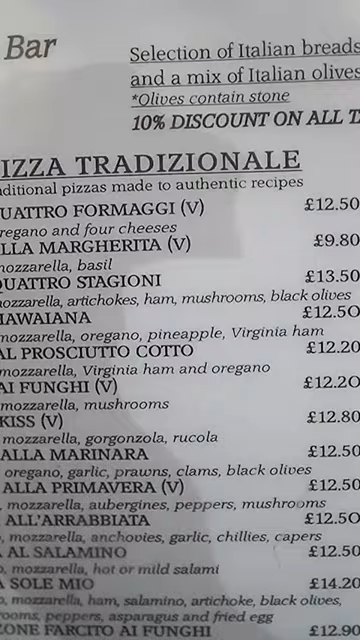 Bar
Selection of Italian breads
and a mix of Italian olives
*Olives contain stone
10% DISCOUNT ON ALL
IZZA TRADIZIONALE
ditional pizzas made to authentic recipes
UATTRO FORMAGGI (V) £12.50
regano and four cheeses
LLA MARGHERITA (V) £9.80
mozzarella, basil
QUATTRO STAGIONI £13.50
mozzarella, artichokes, ham, mushrooms, black olives
HAWAIANA £12.50
mozzarella, oregano, pineapple, Virginia ham
AL PROSCIUTTO COTTO £12.20
mozzarella, Virginia ham and oregano
AI FUNGHI (V) £12.20
mozzarella, mushrooms
KISS (V) £12.80
mozzarella, gorgonzola, rucola
ALLA MARINARA £12.50
oregano, garlic, prawns, clams, black olives
ALLA PRIMAVERA (V) £12.50
, mozzarella, aubergines, peppers, mushrooms
ALL'ARRABBIATA £12.50
, mozzarella, anchovies, garlic, chillies, capers
AL SALAMINO £12.50
, mozzarella, hot or mild salami
SOLE MIO £14.20
, mozzarella, ham, salamino, artichoke, black olives,
rooms, peppers, asparagus and fried egg
ZONE FARCITO AI FUNGHI £12.90